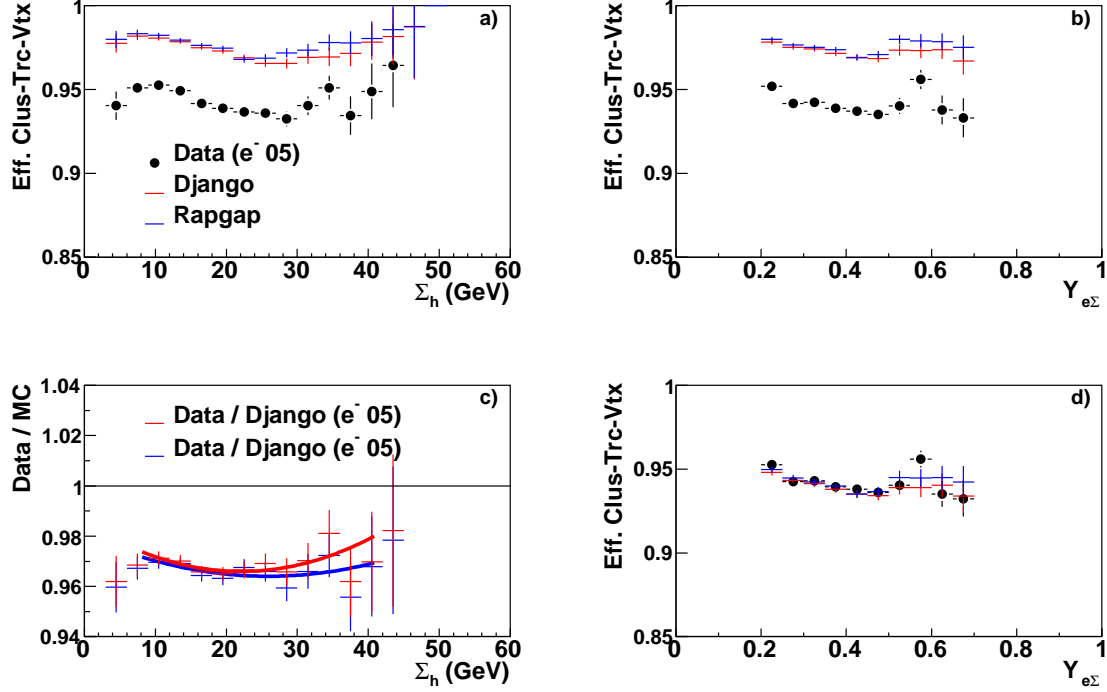 a)
Eff. Clus-Trc-Vtx
1
0.95
0.9
0.85
Data (e⁻ 05)
Django
Rapgap
0 10 20 30 40 50 60
Σ_h (GeV)
b)
Eff. Clus-Trc-Vtx
1
0.95
0.9
0.85
0 0.2 0.4 0.6 0.8 1
Y_eΣ
c)
Data / MC
1.04
1.02
1
0.98
0.96
0.94
Data / Django (e⁻ 05)
Data / Django (e⁻ 05)
0 10 20 30 40 50 60
Σ_h (GeV)
d)
Eff. Clus-Trc-Vtx
1
0.95
0.9
0.85
0 0.2 0.4 0.6 0.8 1
Y_eΣ